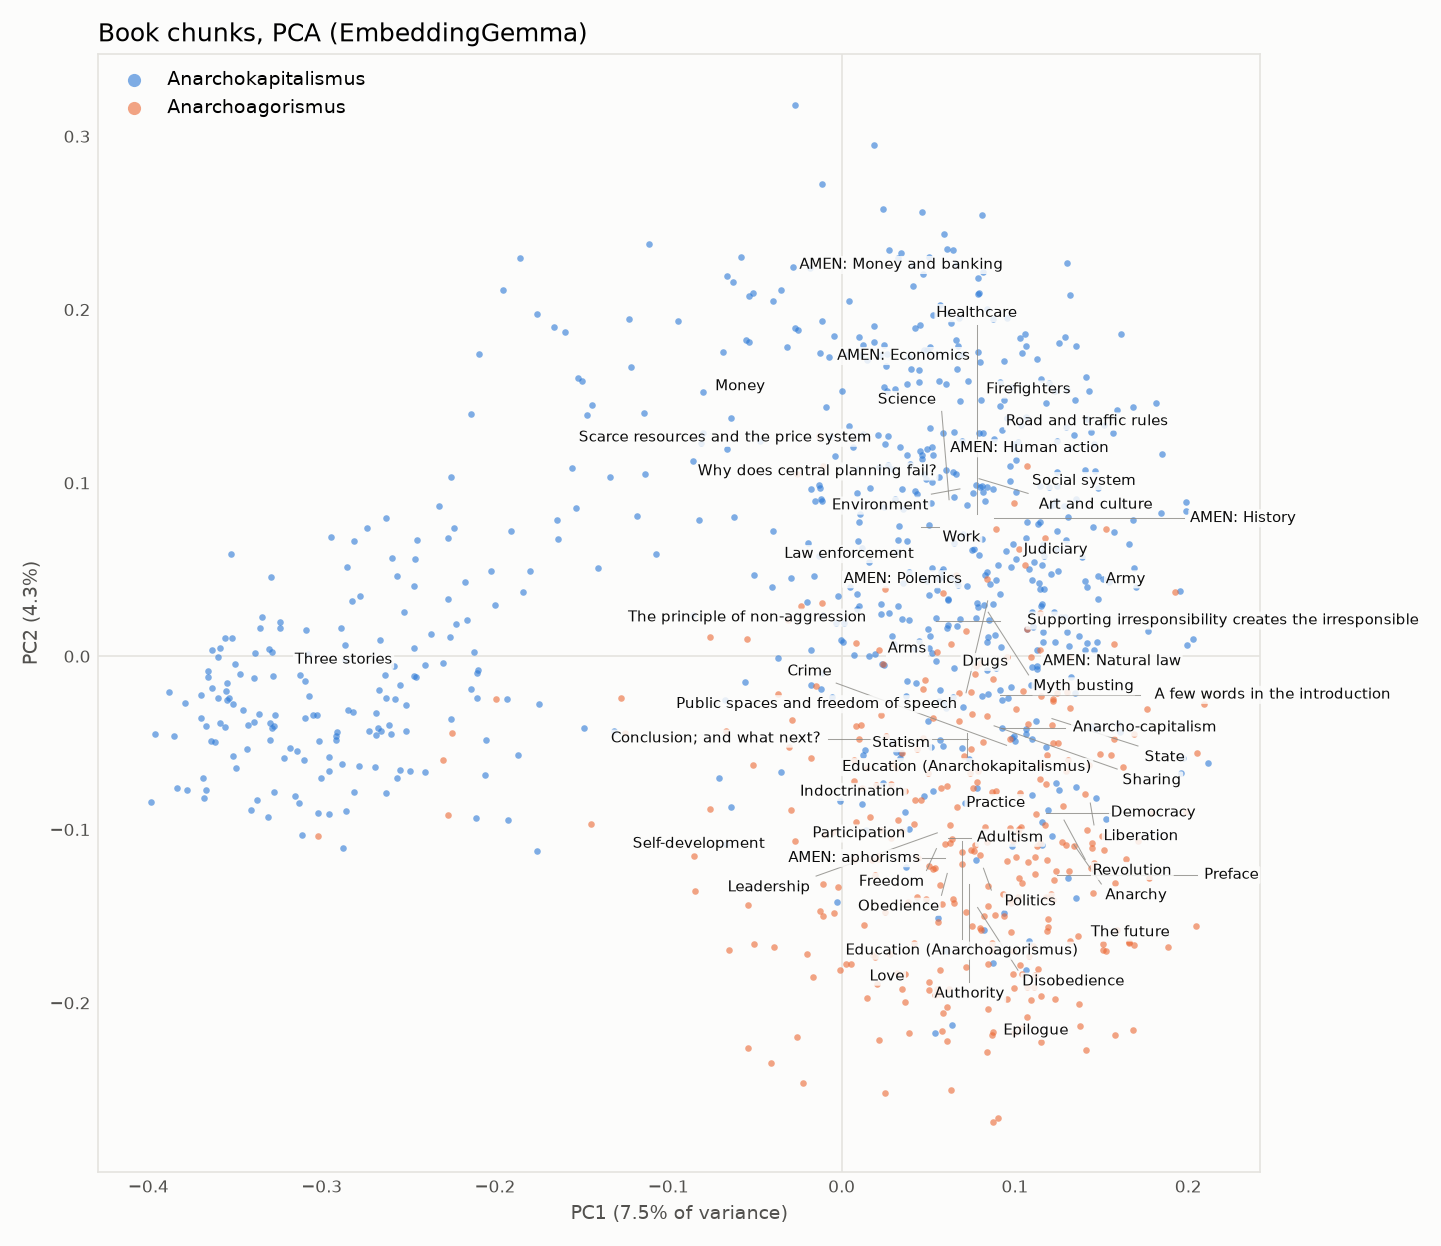 Book chunks, PCA (EmbeddingGemma)
Anarchokapitalismus
Anarchoagorismus
0.3
AMEN: Money and banking
0.2
Healthcare
AMEN: Economics
Money
Firefighters
Science
Road and traffic rules
Scarce resources and the price system
AMEN: Human action
Why does central planning fail?
0.1
Social system
Environment
Art and culture
AMEN: History
Work
Law enforcement
Judiciary
AMEN: Polemics
Army
The principle of non-aggression
Supporting irresponsibility creates the irresponsible
Arms
0.0
Three stories
Drugs
AMEN: Natural law
Crime
Myth busting
A few words in the introduction
Public spaces and freedom of speech
Anarcho-capitalism
Conclusion; and what next?
Statism
State
Education (Anarchokapitalismus)
Sharing
Indoctrination
Practice
Democracy
−0.1
Participation
Adultism
Liberation
Self-development
AMEN: aphorisms
Revolution
Preface
Freedom
Leadership
Anarchy
Obedience
Politics
The future
Education (Anarchoagorismus)
Love
Disobedience
Authority
−0.2
Epilogue
PC2 (4.3%)
−0.4
−0.3
−0.2
−0.1
0.0
0.1
0.2
PC1 (7.5% of variance)